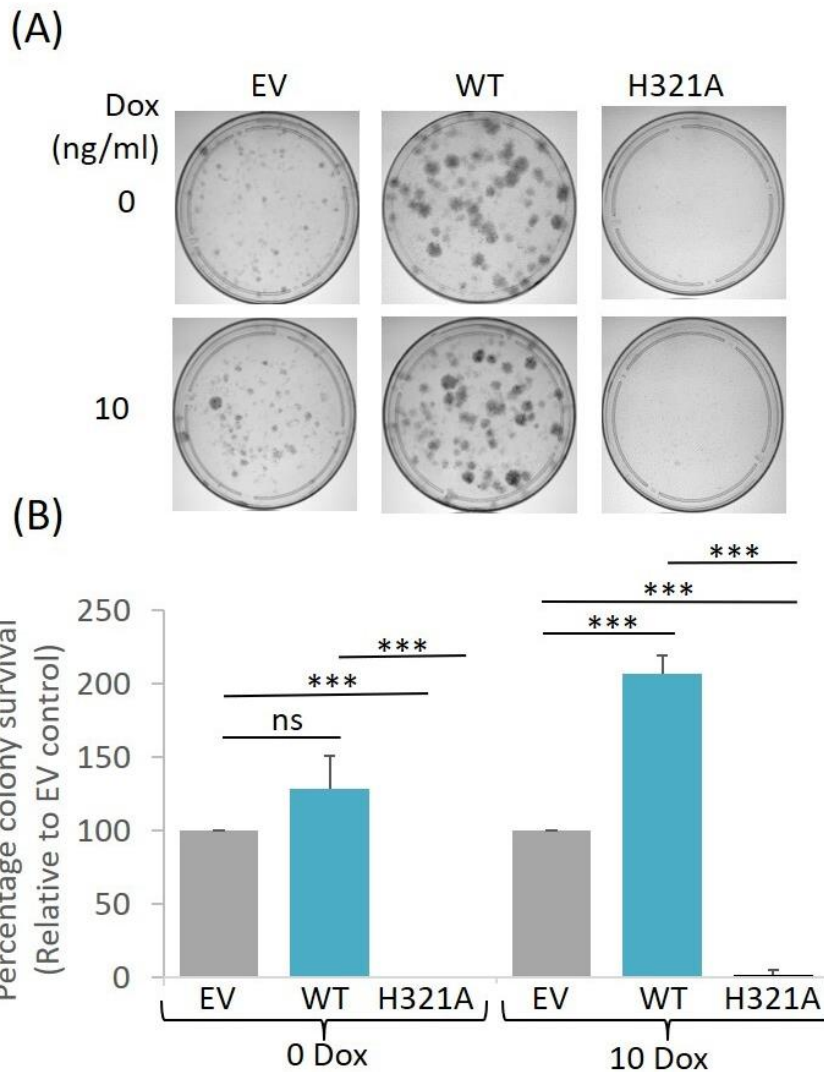 (A)
EV WT H321A
Dox
(ng/ml)
0
10
(B)
Percentage colony survival
(Relative to EV control)
250
200
150
100
50
0
***
***
ns
***
***
***
EV WT H321A EV WT H321A
0 Dox 10 Dox